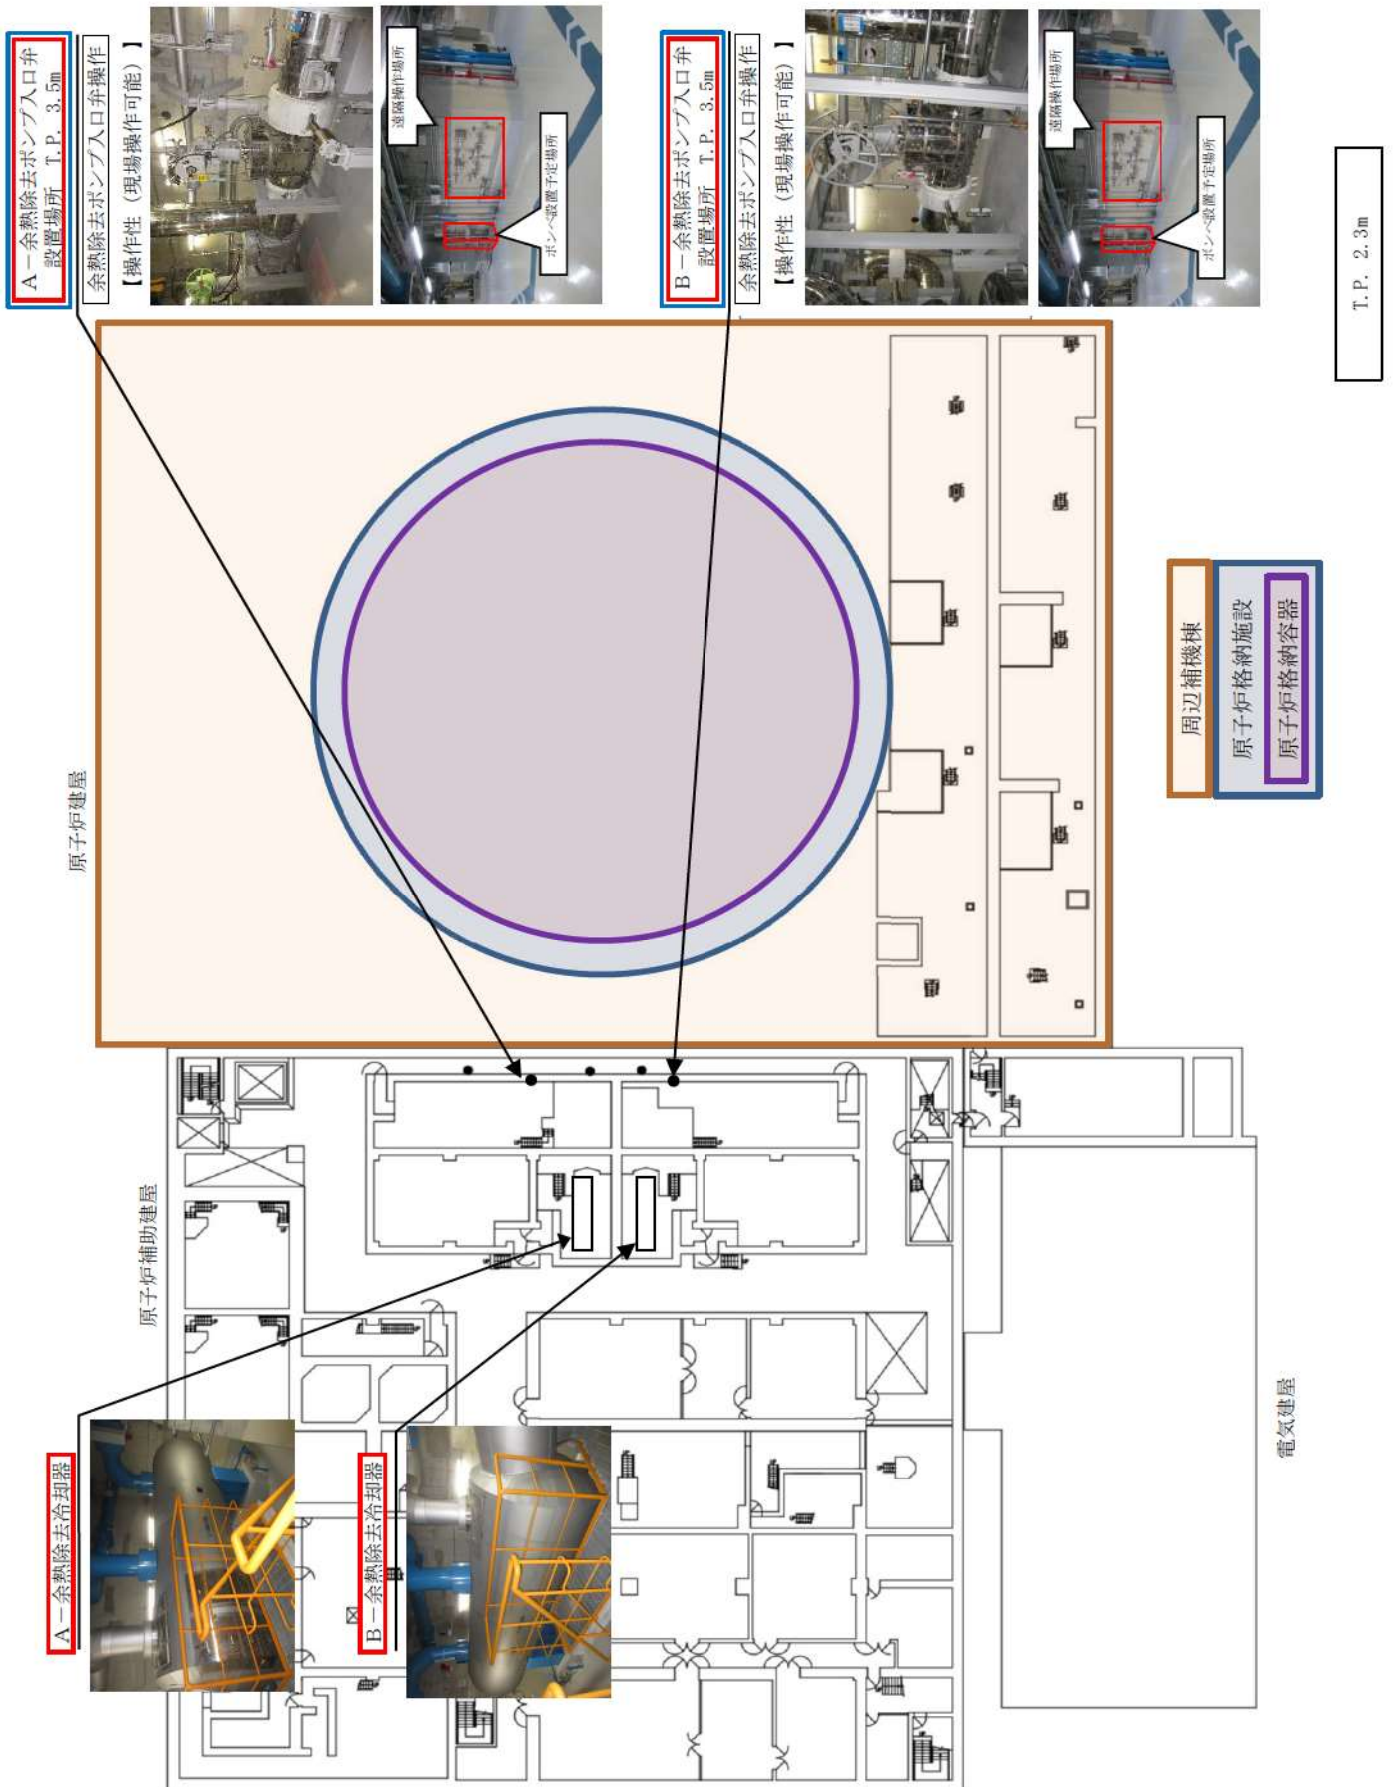 A－余熱除去ポンプ入口弁
設置場所 T.P. 3.5m
余熱除去ポンプ入口弁操作
【操作性（現場操作可能）】
遠隔操作場所
ボンベ設置予定場所
B－余熱除去ポンプ入口弁
設置場所 T.P. 3.5m
余熱除去ポンプ入口弁操作
【操作性（現場操作可能）】
遠隔操作場所
ボンベ設置予定場所
T.P. 2.3m
原子炉建屋
周辺補機棟
原子炉格納施設
原子炉格納容器
原子炉補助建屋
A－余熱除去冷却器
B－余熱除去冷却器
電気建屋